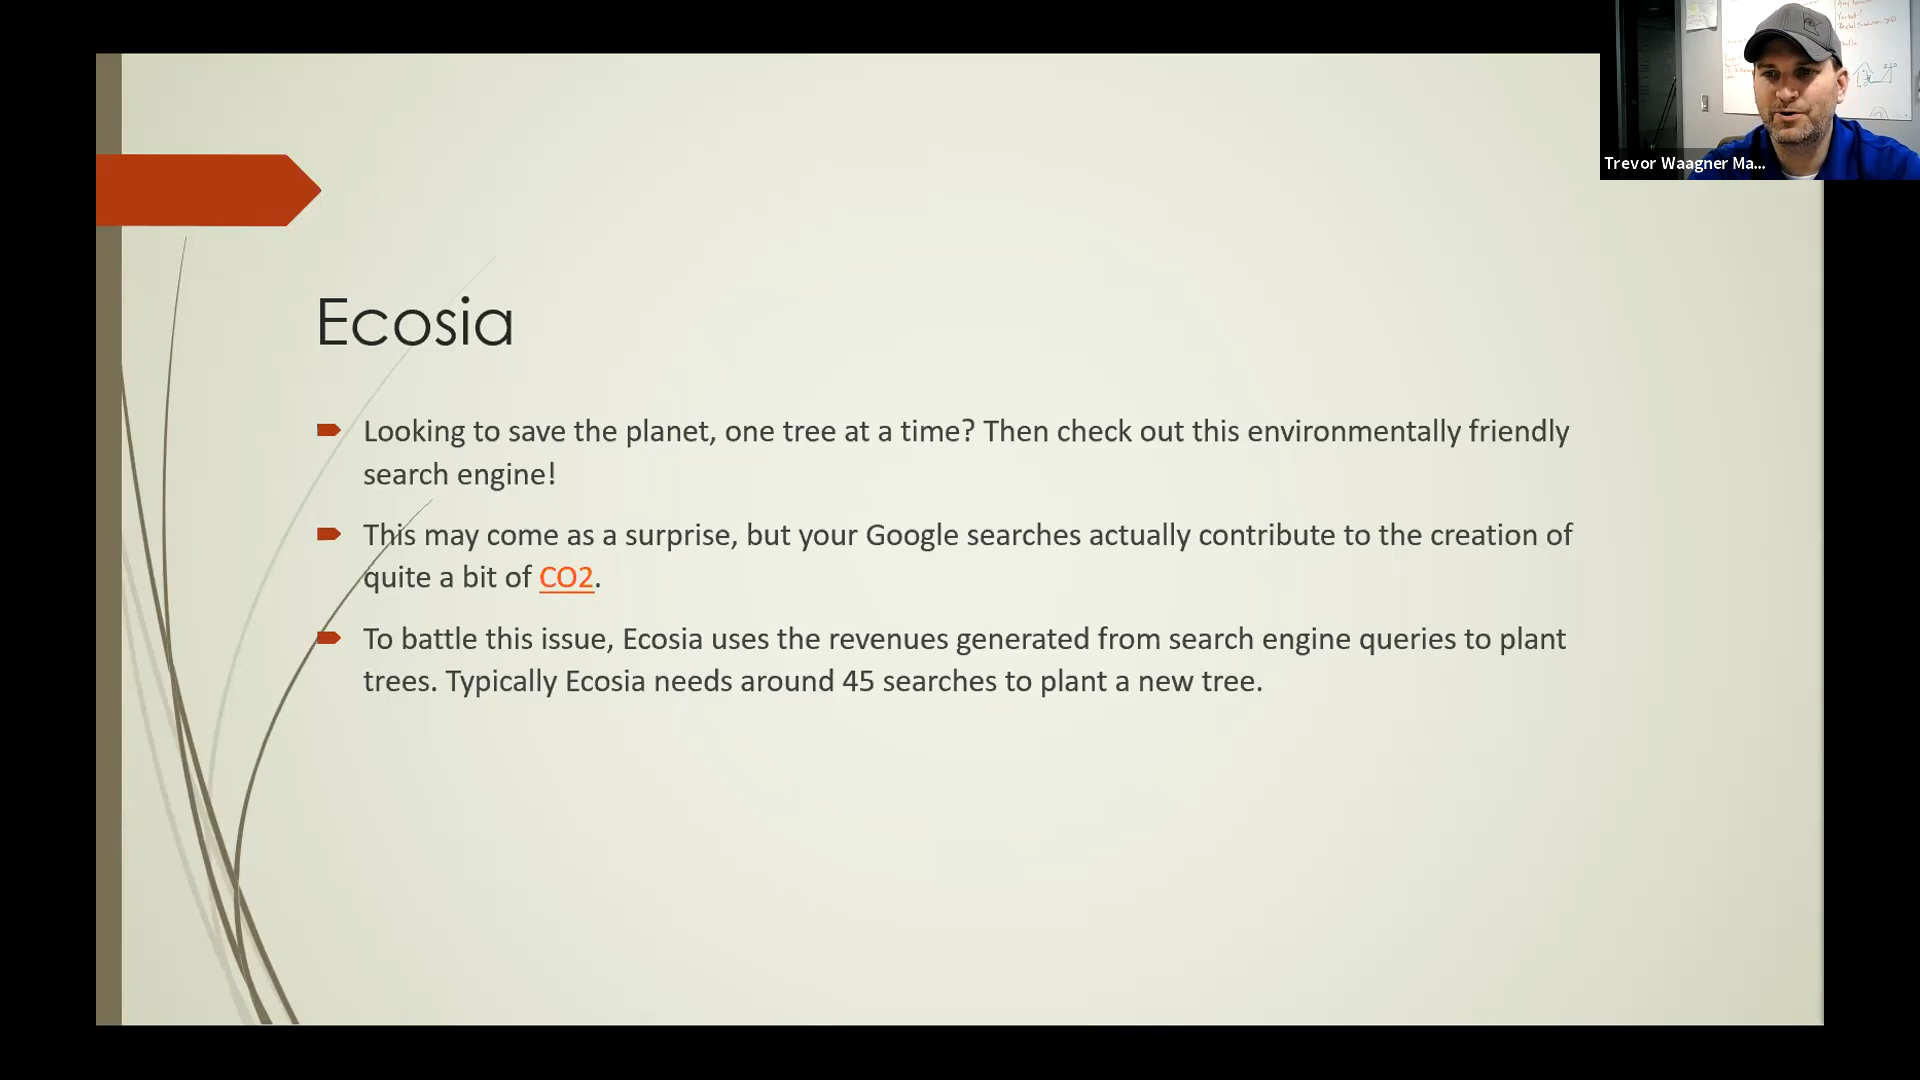 Trevor Waagner Ma...
Ecosia
Looking to save the planet, one tree at a time? Then check out this environmentally friendly
search engine!
This may come as a surprise, but your Google searches actually contribute to the creation of
quite a bit of CO2.
To battle this issue, Ecosia uses the revenues generated from search engine queries to plant
trees. Typically Ecosia needs around 45 searches to plant a new tree.